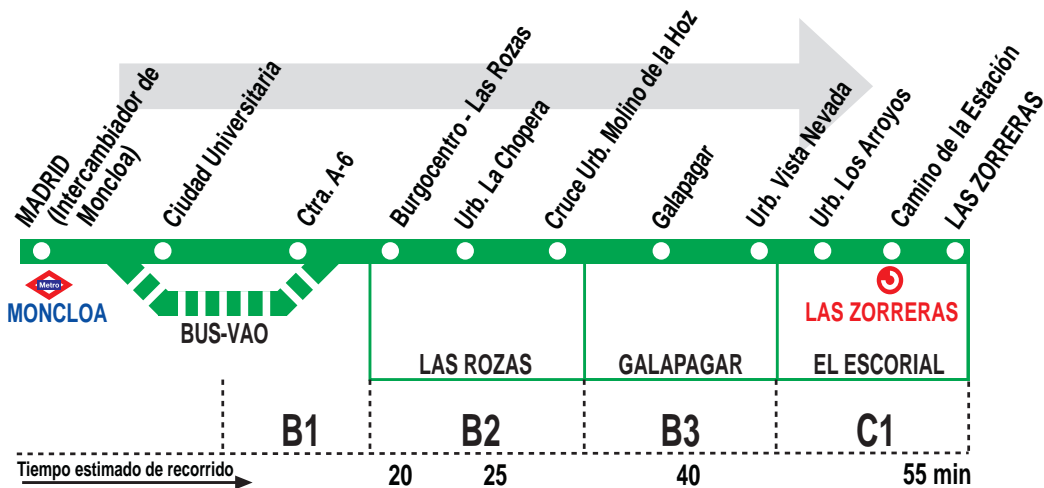 MADRID
(Intercambiador de
Moncloa)
Ciudad Universitaria
Ctra. A-6
Burgocentro - Las Rozas
Urb. La Chopera
Cruce Urb. Molino de la Hoz
Galapagar
Urb. Vista Nevada
Urb. Los Arroyos
Camino de la Estación
LAS ZORRERAS
Metro
MONCLOA
BUS-VAO
LAS ZORRERAS
LAS ROZAS
GALAPAGAR
EL ESCORIAL
B1
B2
B3
C1
Tiempo estimado de recorrido
20
25
40
55 min